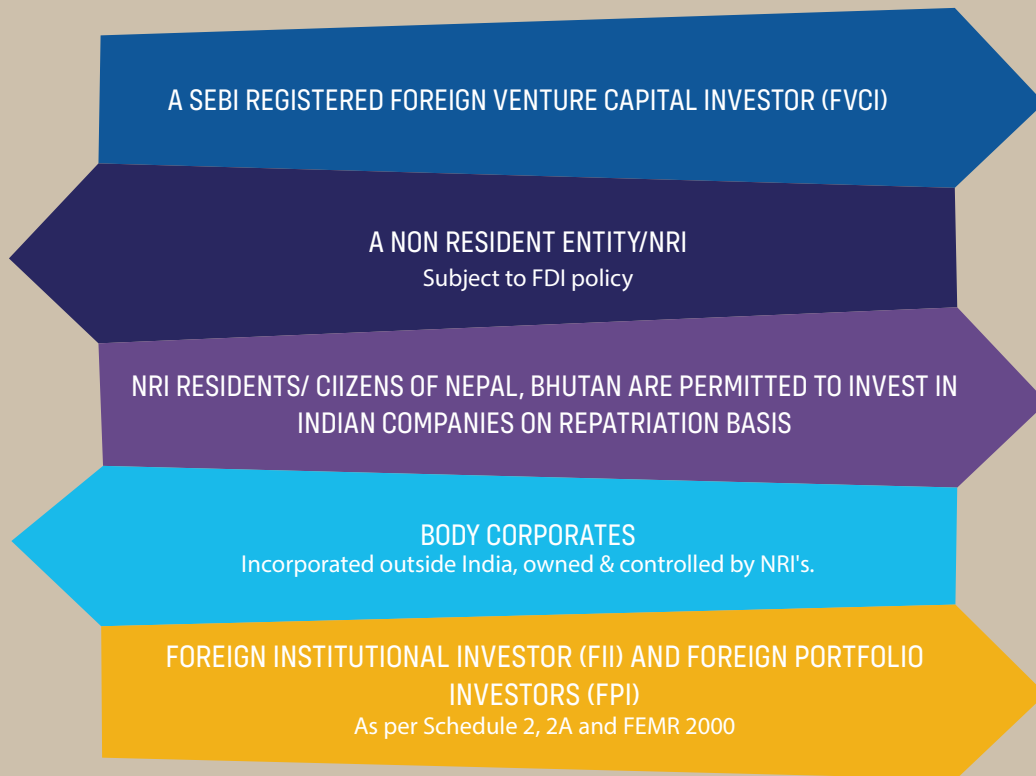 A SEBI REGISTERED FOREIGN VENTURE CAPITAL INVESTOR (FVCI)
A NON RESIDENT ENTITY/NRI
Subject to FDI policy
NRI RESIDENTS/ CIIZENS OF NEPAL, BHUTAN ARE PERMITTED TO INVEST IN
INDIAN COMPANIES ON REPATRIATION BASIS
BODY CORPORATES
Incorporated outside India, owned & controlled by NRI's.
FOREIGN INSTITUTIONAL INVESTOR (FII) AND FOREIGN PORTFOLIO
INVESTORS (FPI)
As per Schedule 2, 2A and FEMR 2000